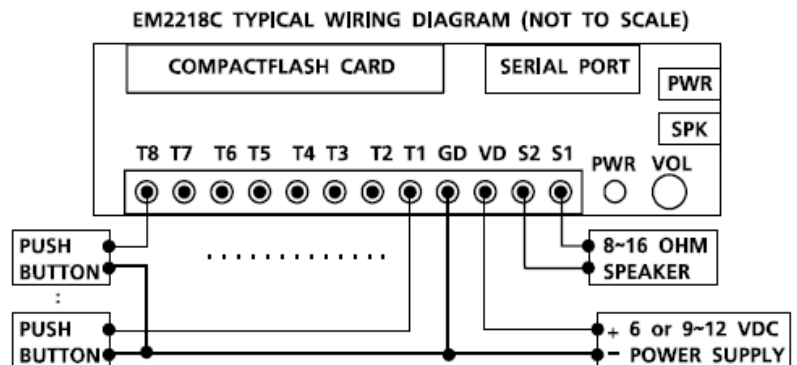 EM2218C TYPICAL WIRING DIAGRAM (NOT TO SCALE)
COMPACTFLASH CARD
SERIAL PORT
PWR
SPK
T8 T7 T6 T5 T4 T3 T2 T1 GD VD S2 S1
PWR VOL
PUSH
BUTTON
:
PUSH
BUTTON
8~16 OHM
SPEAKER
+ 6 or 9~12 VDC
- POWER SUPPLY